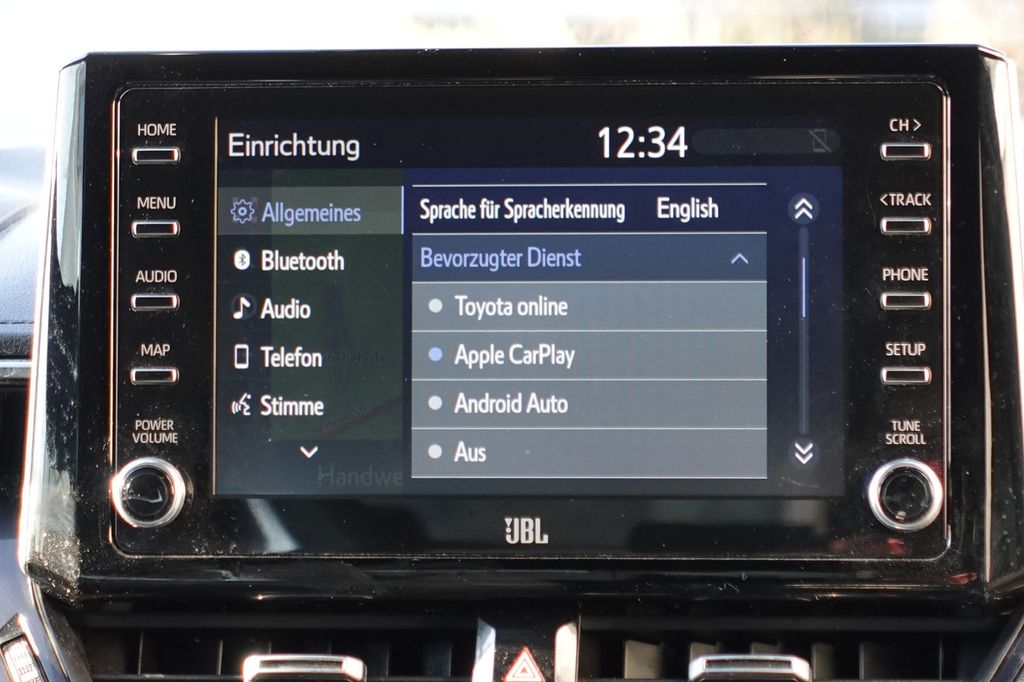 HOME
MENU
AUDIO
MAP
POWER
VOLUME
Einrichtung
12:34
Allgemeines
Bluetooth
Audio
Telefon
Stimme
Handwe
Sprache für Spracherkennung English
Bevorzugter Dienst
Toyota online
Apple CarPlay
Android Auto
Aus
JBL
CH >
<TRACK
PHONE
SETUP
TUNE
SCROLL